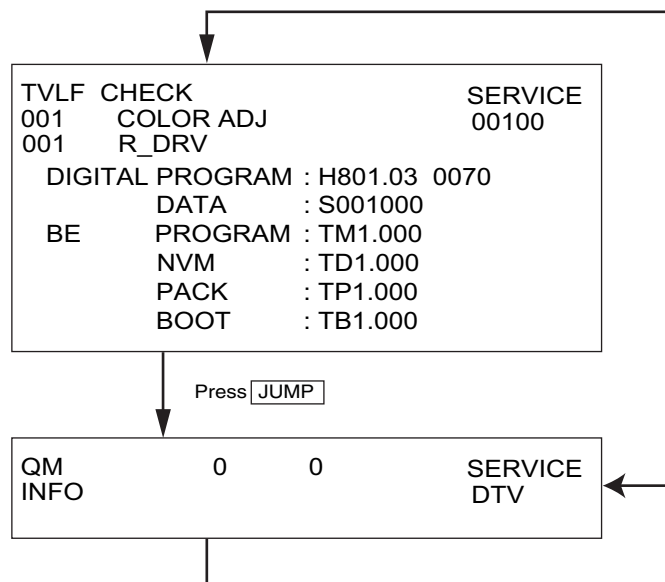 TVLF CHECK SERVICE
001 COLOR ADJ 00100
001 R_DRV
DIGITAL PROGRAM : H801.03 0070
DATA : S001000
BE PROGRAM : TM1.000
NVM : TD1.000
PACK : TP1.000
BOOT : TB1.000
Press JUMP
QM 0 0 SERVICE
INFO DTV